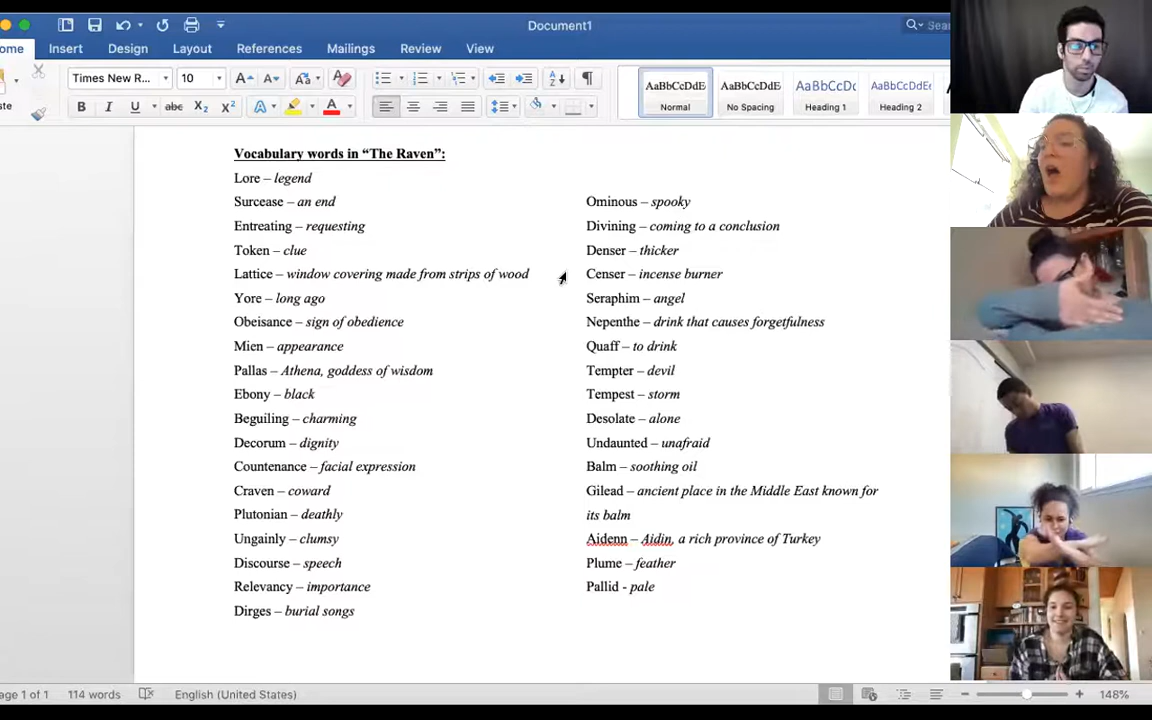 Document1
Sear
ome
Insert
Design
Layout
References
Mailings
Review
View
ste
Times New R...
10
AaBbCcDdE
Normal
AaBbCcDdE
No Spacing
AaBbCcDc
Heading 1
AaBbCcDdEe
Heading 2
Vocabulary words in “The Raven”:
Lore – legend
Surcease – an end
Entreating – requesting
Token – clue
Lattice – window covering made from strips of wood
Yore – long ago
Obeisance – sign of obedience
Mien – appearance
Pallas – Athena, goddess of wisdom
Ebony – black
Beguiling – charming
Decorum – dignity
Countenance – facial expression
Craven – coward
Plutonian – deathly
Ungainly – clumsy
Discourse – speech
Relevancy – importance
Dirges – burial songs
Ominous – spooky
Divining – coming to a conclusion
Denser – thicker
Censer – incense burner
Seraphim – angel
Nepenthe – drink that causes forgetfulness
Quaff – to drink
Tempter – devil
Tempest – storm
Desolate – alone
Undaunted – unafraid
Balm – soothing oil
Gilead – ancient place in the Middle East known for
its balm
Aidenn – Aidin, a rich province of Turkey
Plume – feather
Pallid - pale
age 1 of 1
114 words
English (United States)
148%